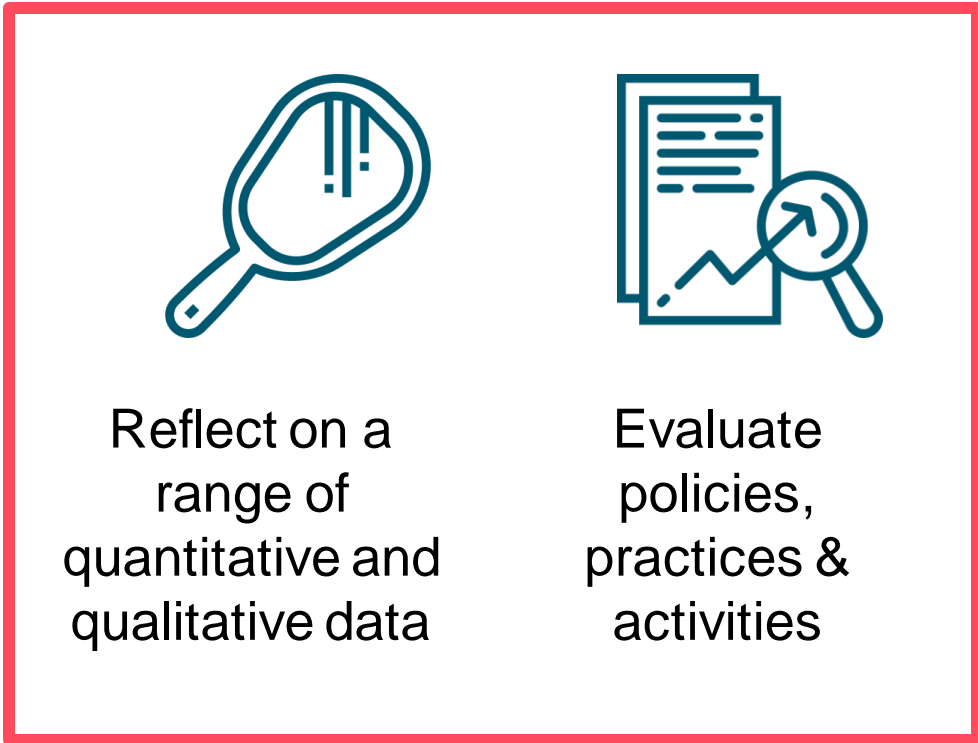 Reflect on a
range of
quantitative and
qualitative data
Evaluate
policies,
practices &
activities